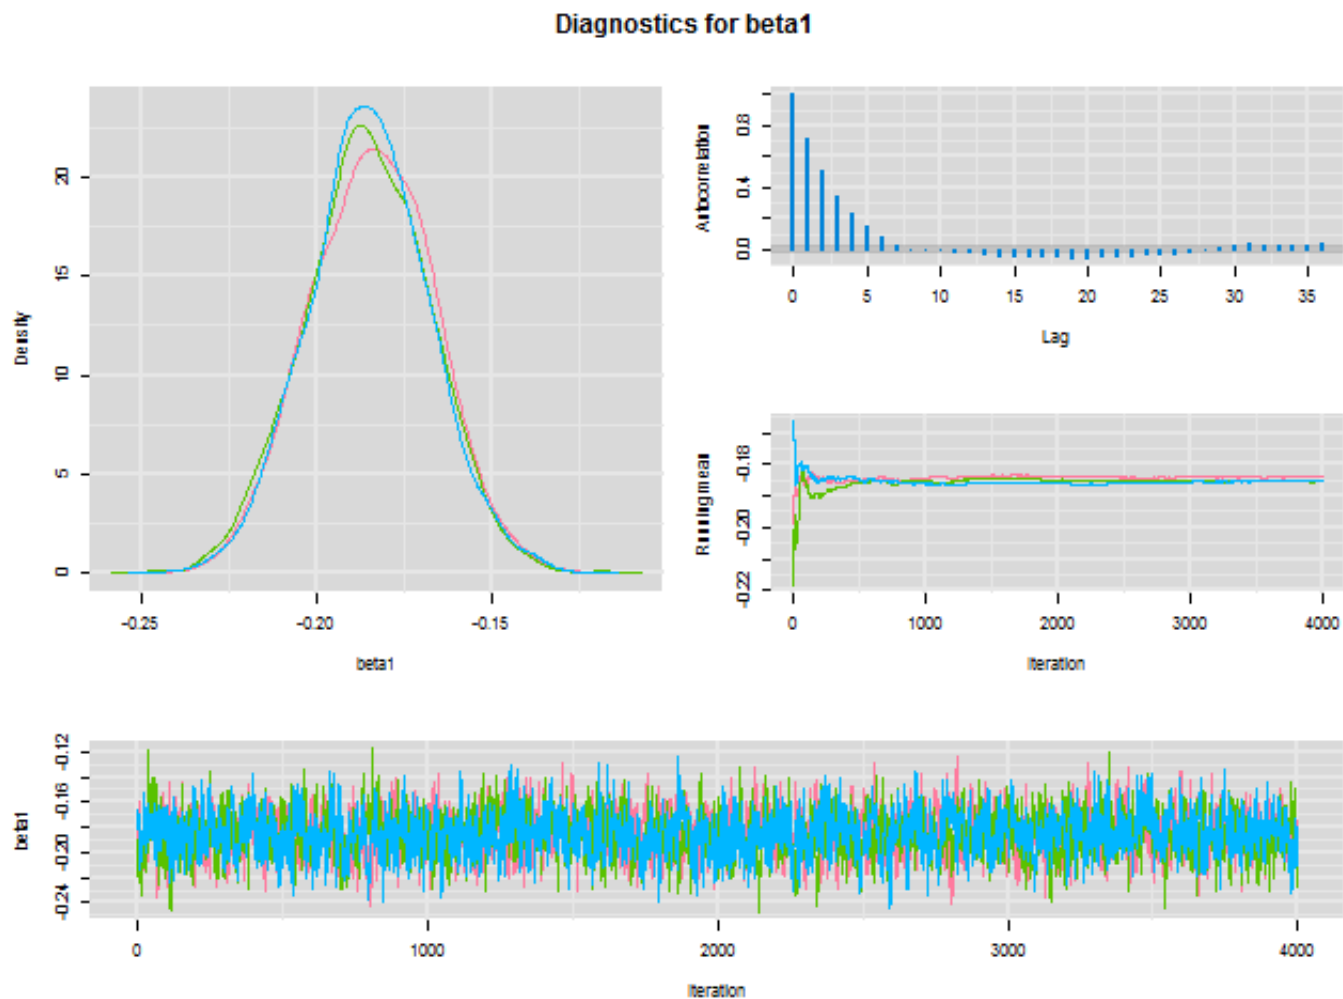 Diagnostics for beta1
Density
20
15
10
5
0
-0.25 -0.20 -0.15
beta1
Autocorrelation
0.8
0.4
0.0
0 5 10 15 20 25 30 35
Lag
Running mean
-0.18
-0.20
-0.22
0 1000 2000 3000 4000
Iteration
beta1
-0.12
-0.16
-0.20
-0.24
0 1000 2000 3000 4000
Iteration